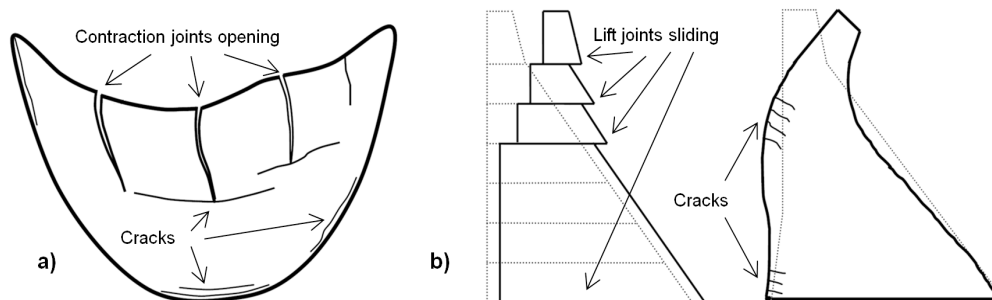 Contraction joints opening
Cracks
a)
Lift joints sliding
Cracks
b)